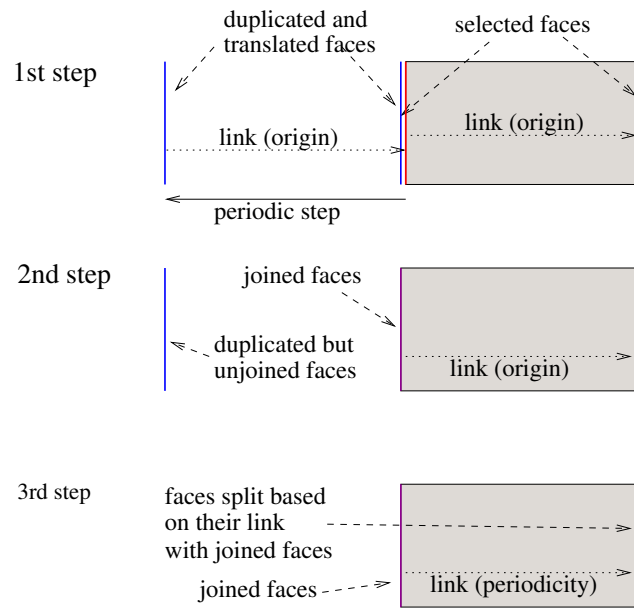 duplicated and
translated faces
selected faces
1st step
link (origin)
link (origin)
periodic step
2nd step
joined faces
duplicated but
unjoined faces
link (origin)
3rd step
faces split based
on their link
with joined faces
joined faces
link (periodicity)